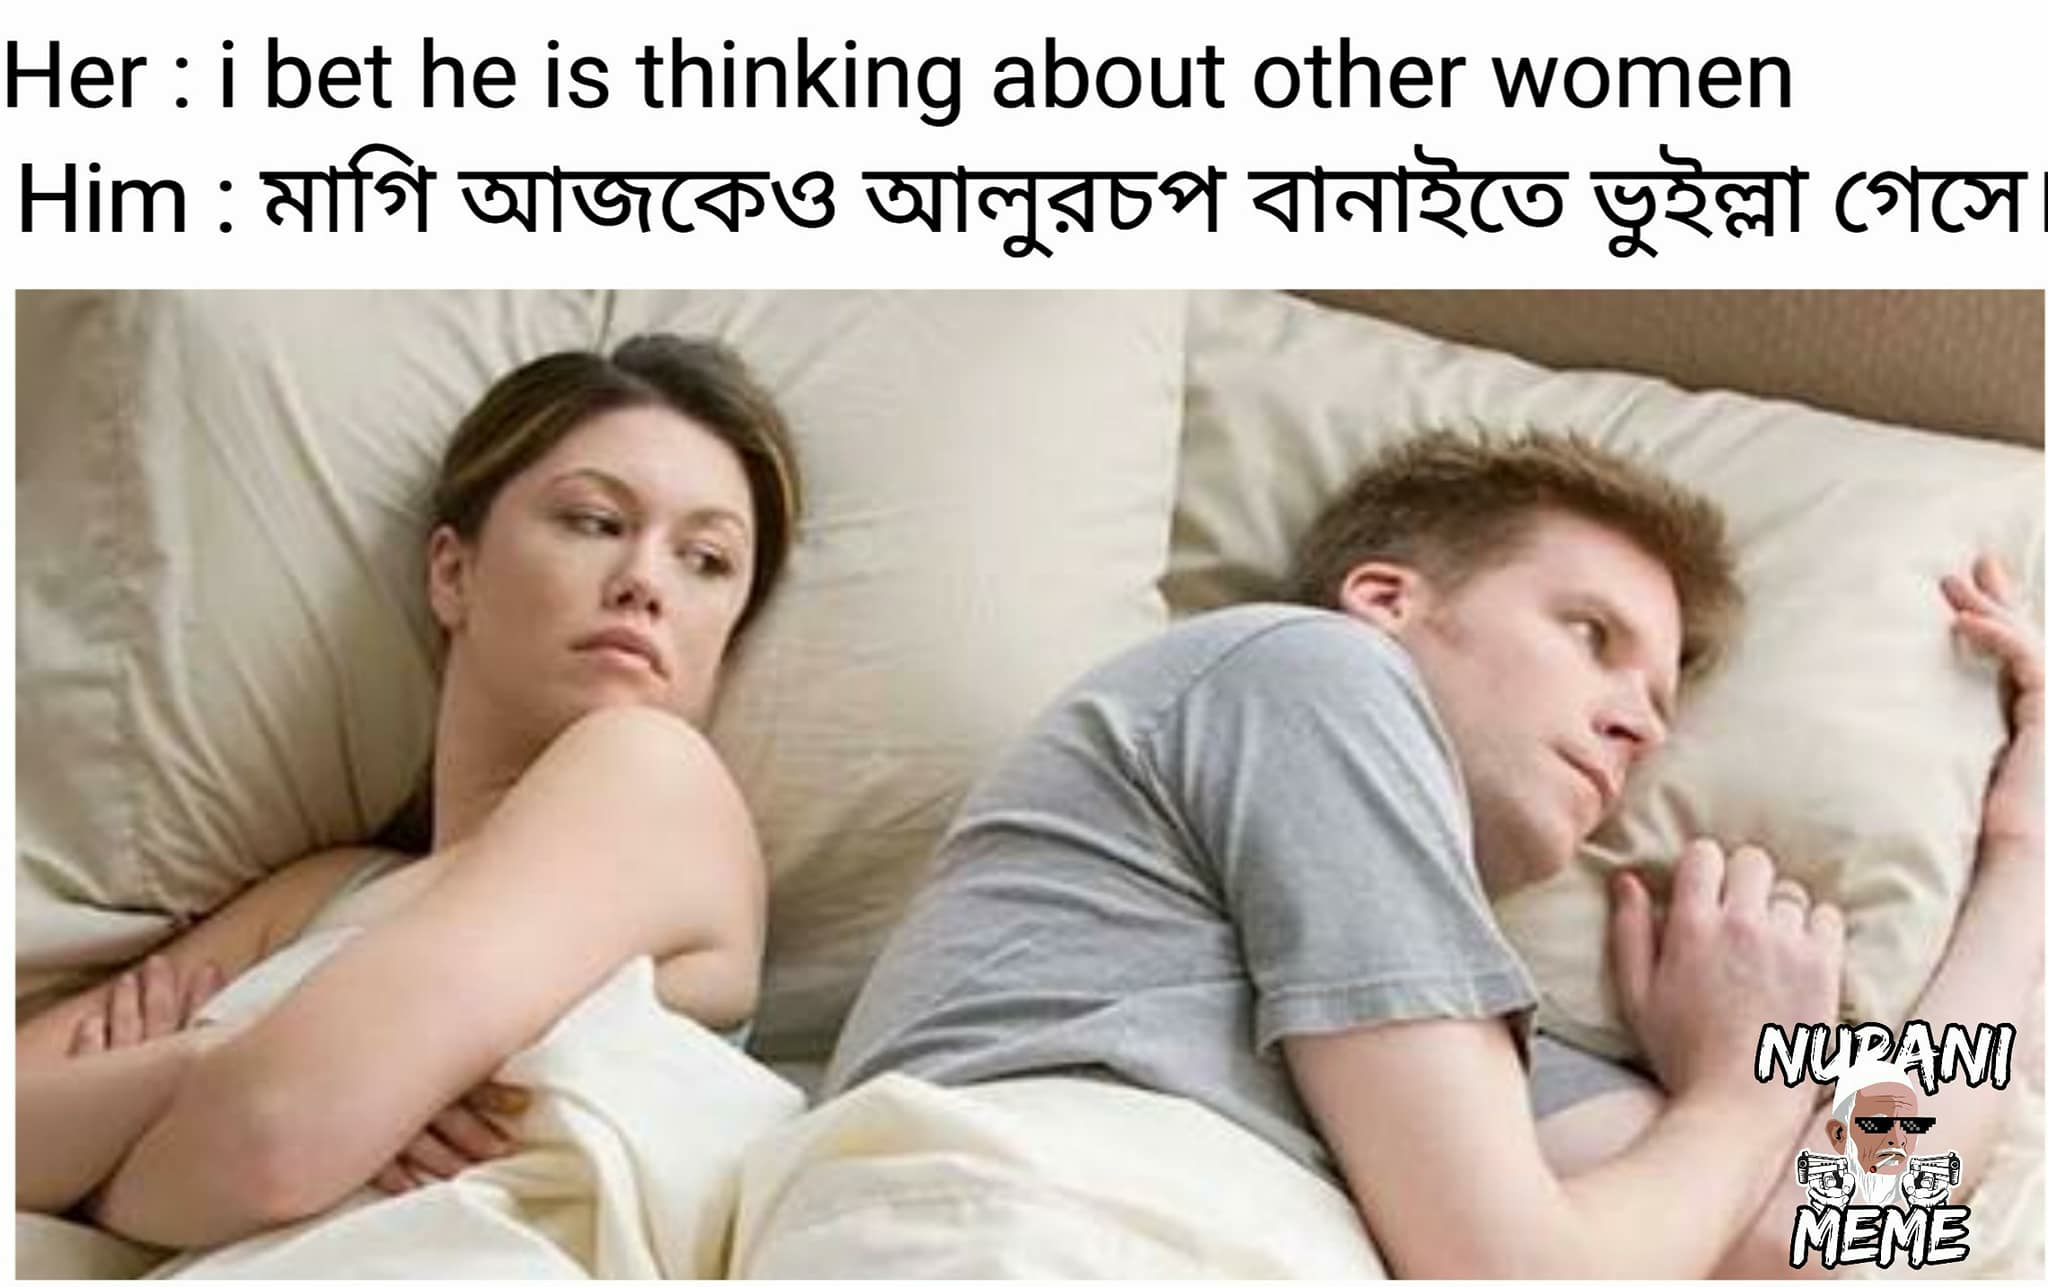 Her : i bet he is thinking about other women
Him : মাগি আজকেও আলুরচপ বানাইতে ভুইল্লা গেসে।
NURANI
MEME